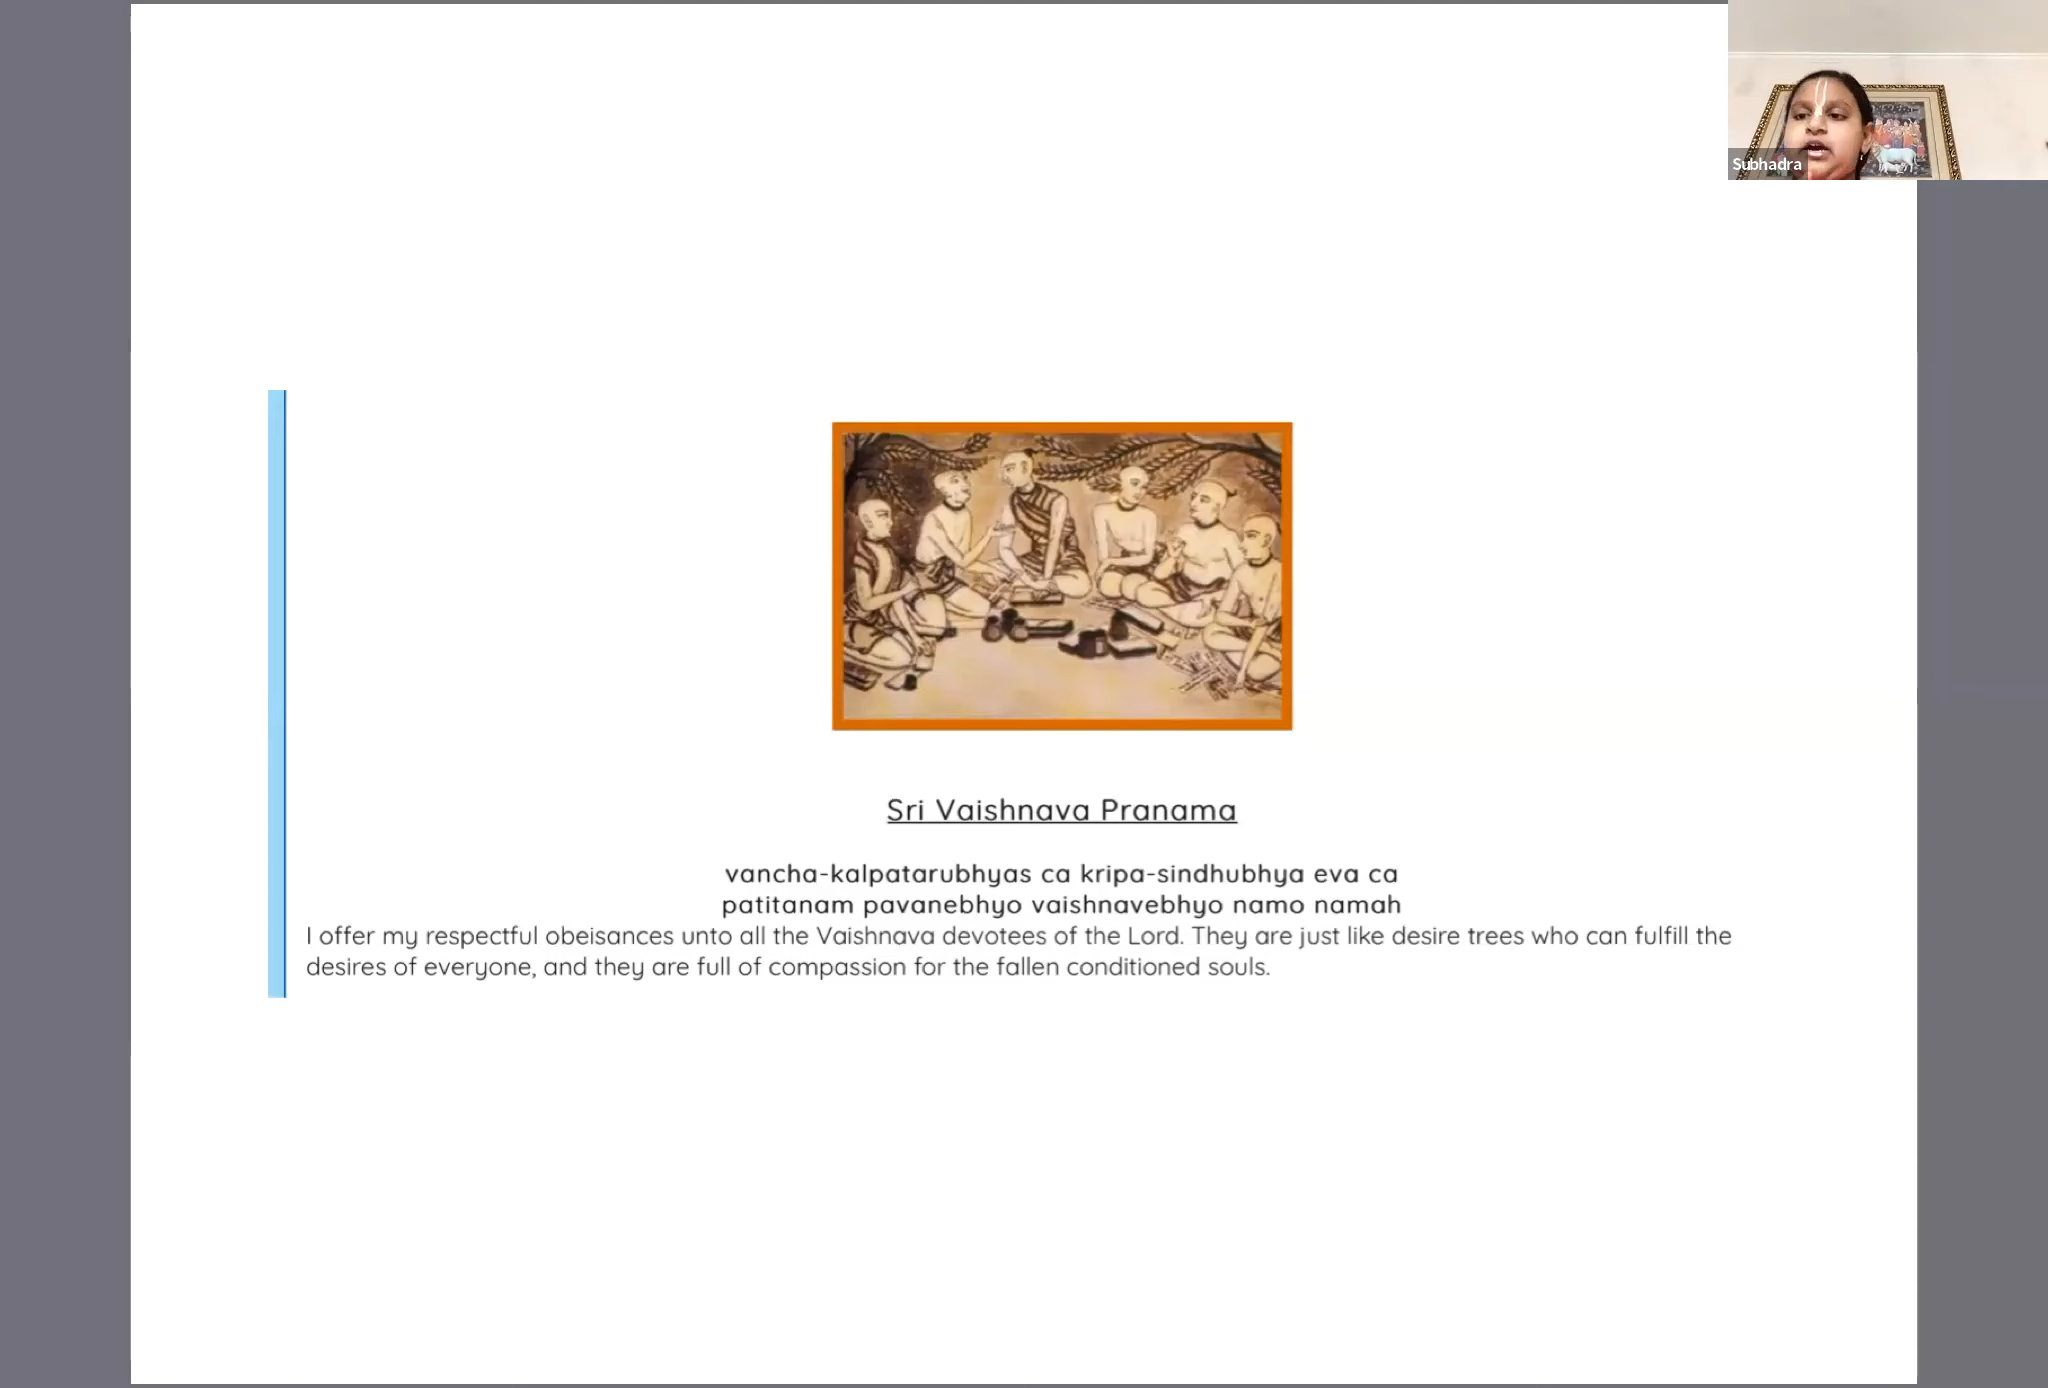 Subhadra
Sri Vaishnava Pranama
vancha-kalpatarubhyas ca kripa-sindhubhya eva ca
patitanam pavanebhyo vaishnavebhyo namo namah
I offer my respectful obeisances unto all the Vaishnava devotees of the Lord. They are just like desire trees who can fulfill the
desires of everyone, and they are full of compassion for the fallen conditioned souls.